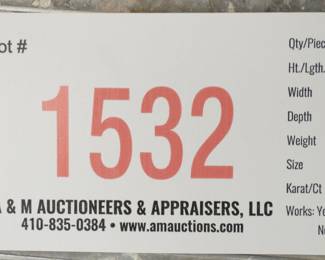 ot #
1532
A & M AUCTIONEERS & APPRAISERS, LLC
410-835-0384 • www.amauctions.com
Qty/Piec
Ht./Lgth.
Width
Depth
Weight
Size
Karat/Ct
Works: Ye
No